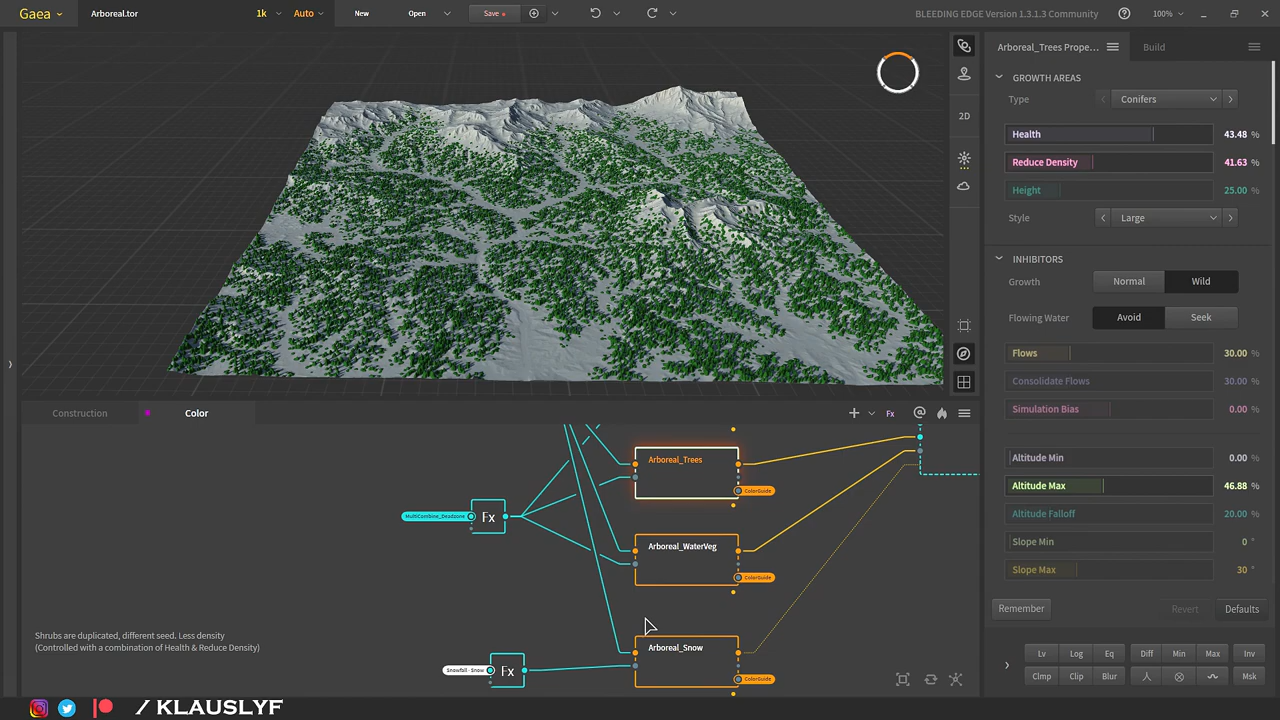 Gaea
Arboreal.tor
1k
Auto
New
Open
Save
BLEEDING EDGE Version 1.3.1.3 Community
100%
Arboreal_Trees Prope...
Build
GROWTH AREAS
Type
Conifers
Health
43.48 %
Reduce Density
41.63 %
Height
25.00 %
Style
Large
INHIBITORS
Growth
Normal
Wild
Flowing Water
Avoid
Seek
Flows
30.00 %
Consolidate Flows
30.00 %
Simulation Bias
0.00 %
Altitude Min
0.00 %
Altitude Max
46.88 %
Altitude Falloff
20.00 %
Slope Min
0 °
Slope Max
30 °
Remember
Revert
Defaults
Lv
Log
Eq
Diff
Min
Max
Inv
Clmp
Clip
Blur
Msk
2D
Construction
Color
Fx
Arboreal_Trees
ColorGuide
MultiCombine_Deadzone
Fx
Arboreal_WaterVeg
ColorGuide
Arboreal_Snow
Snowfall · Snow
Fx
ColorGuide
Shrubs are duplicated, different seed. Less density
(Controlled with a combination of Health & Reduce Density)
/ KLAUSLYF